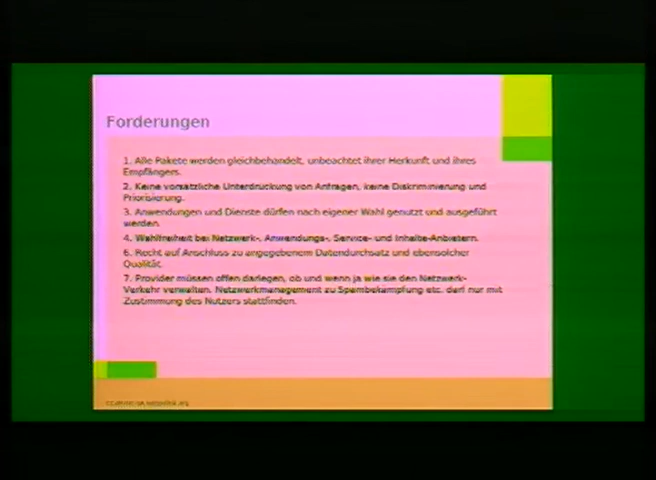 Forderungen
1. Alle Pakete werden gleichbehandelt, unbeachtet ihrer Herkunft und ihres
Empfängers.
2. Keine vorsätzliche Unterdrückung von Anfragen, keine Diskriminierung und
Priorisierung.
3. Anwendungen und Dienste dürfen nach eigener Wahl genutzt und ausgeführt
werden.
4. Wahlfreiheit bei Netzwerk-, Anwendungs-, Service- und Inhalte-Anbietern.
6. Recht auf Anschluss zu angegebenem Datendurchsatz und ebensolcher
Qualität.
7. Provider müssen offen darlegen, ob und wenn ja wie sie den Netzwerk-
Verkehr verwalten. Netzwerkmanagement zu Spambekämpfung etc. darf nur mit
Zustimmung des Nutzers stattfinden.